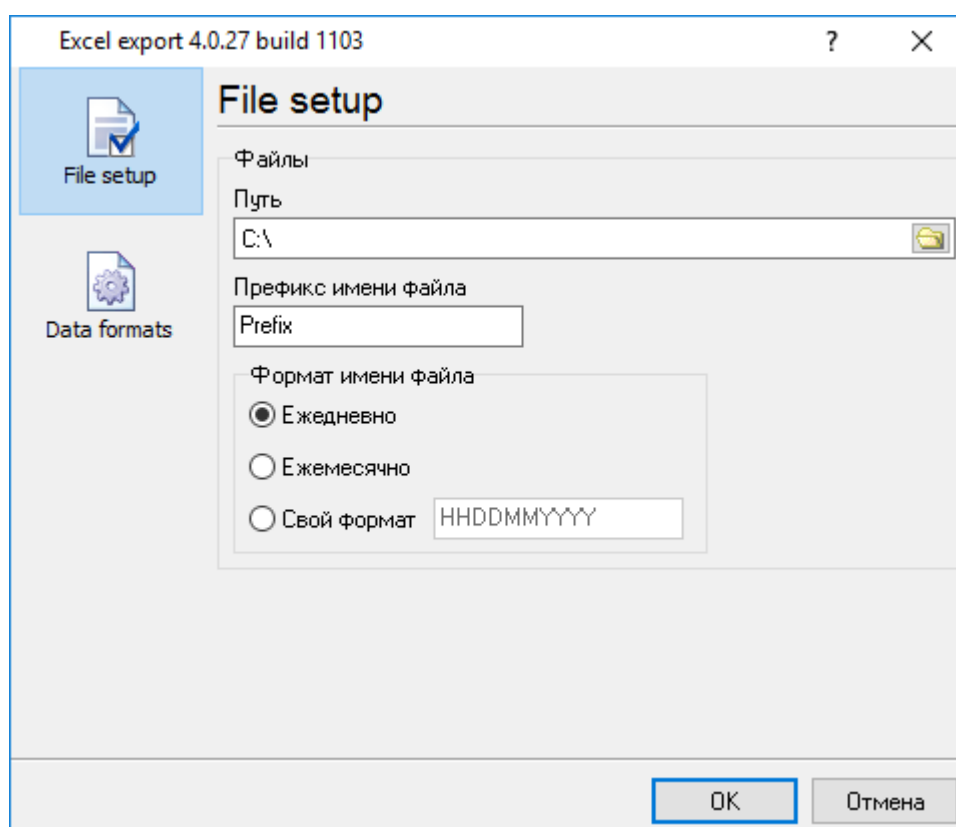 Excel export 4.0.27 build 1103
?
File setup
File setup
Data formats
Файлы
Путь
C:\
Префикс имени файла
Prefix
Формат имени файла
Ежедневно
Ежемесячно
Свой формат HHDDMMYYYY
OK
Отмена